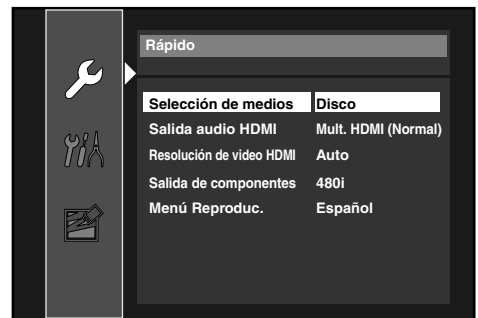 Rápido
Selección de medios Disco
Salida audio HDMI Mult. HDMI (Normal)
Resolución de video HDMI Auto
Salida de componentes 480i
Menú Reproduc. Español